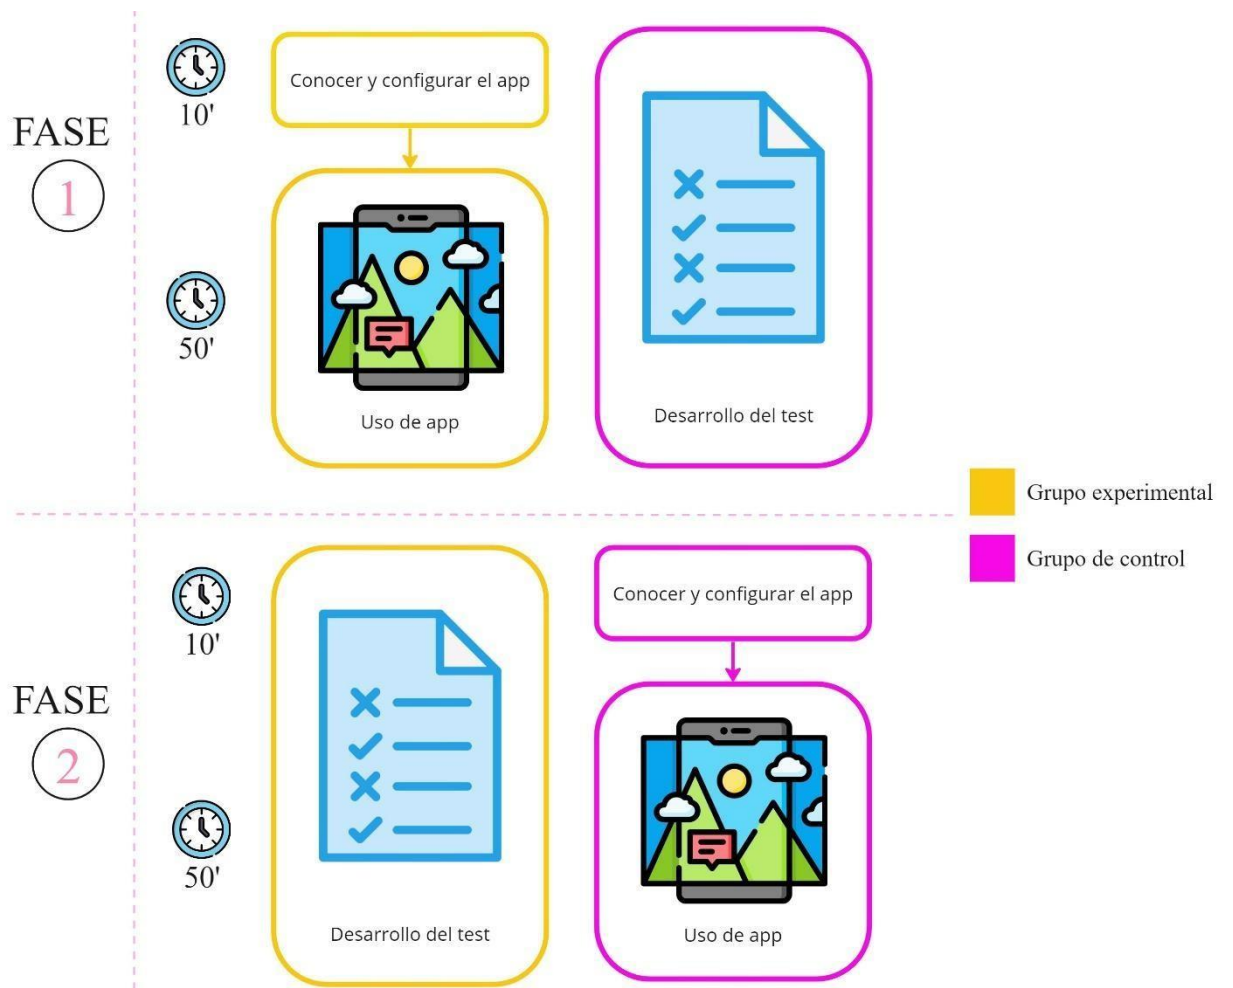 FASE
1
10'
Conocer y configurar el app
50'
Uso de app
Desarrollo del test
Grupo experimental
Grupo de control
FASE
2
10'
50'
Desarrollo del test
Conocer y configurar el app
Uso de app